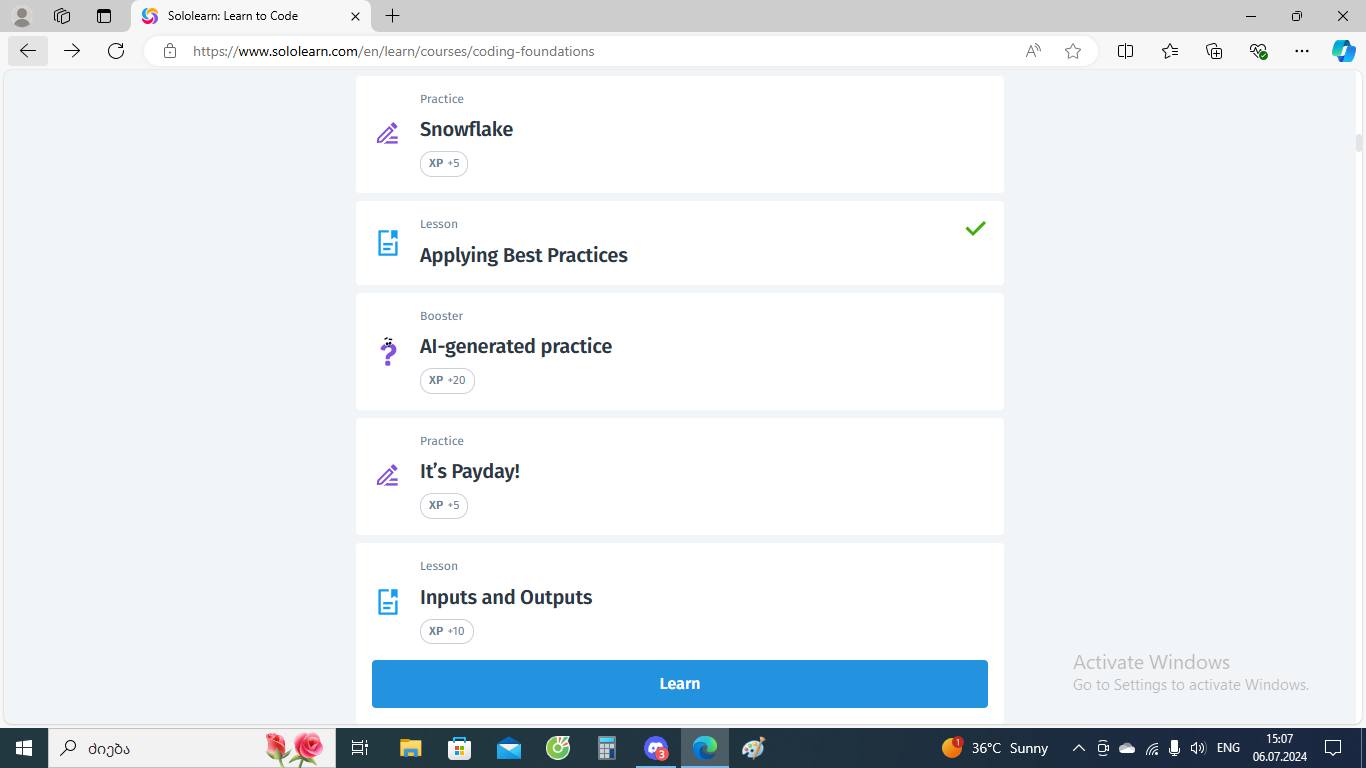 Sololearn: Learn to Code
https://www.sololearn.com/en/learn/courses/coding-foundations
Practice
Snowflake
XP +5
Lesson
Applying Best Practices
Booster
AI-generated practice
XP +20
Practice
It’s Payday!
XP +5
Lesson
Inputs and Outputs
XP +10
Learn
Activate Windows
Go to Settings to activate Windows.
ძიება
3
1
36°C Sunny
ENG
15:07
06.07.2024